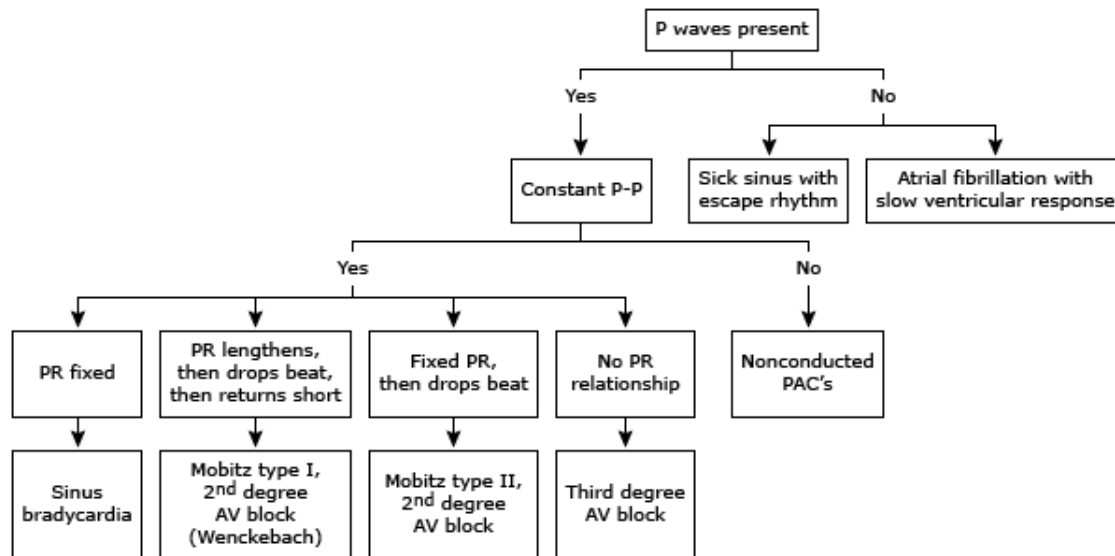 P waves present
Yes
No
Constant P-P
Sick sinus with
escape rhythm
Atrial fibrillation with
slow ventricular response
Yes
No
PR fixed
PR lengthens,
then drops beat,
then returns short
Fixed PR,
then drops beat
No PR
relationship
Nonconducted
PAC's
Sinus
bradycardia
Mobitz type I,
2nd degree
AV block
(Wenckebach)
Mobitz type II,
2nd degree
AV block
Third degree
AV block